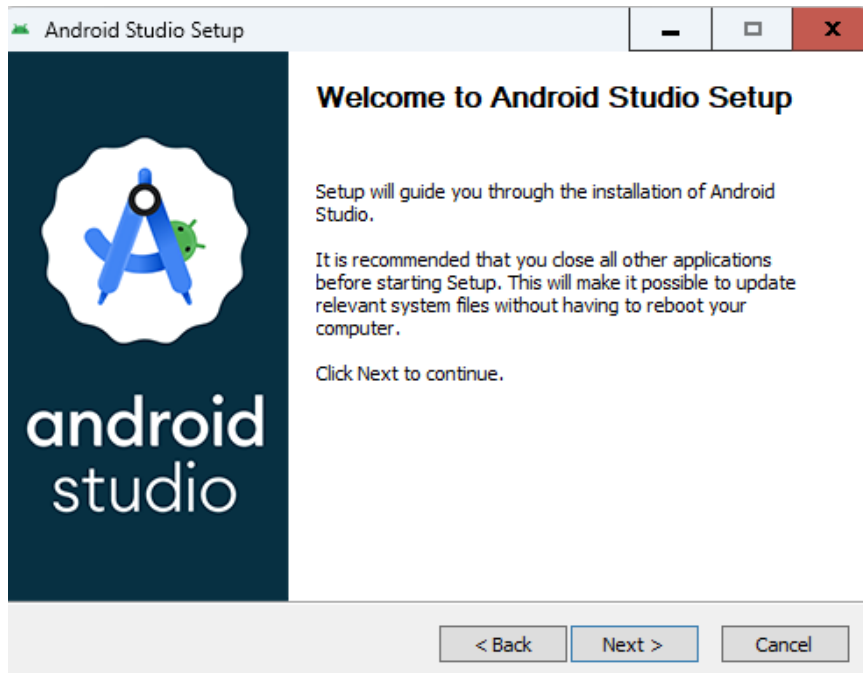 Android Studio Setup
Welcome to Android Studio Setup
Setup will guide you through the installation of Android
Studio.
It is recommended that you close all other applications
before starting Setup. This will make it possible to update
relevant system files without having to reboot your
computer.
Click Next to continue.
android
studio
< Back Next > Cancel